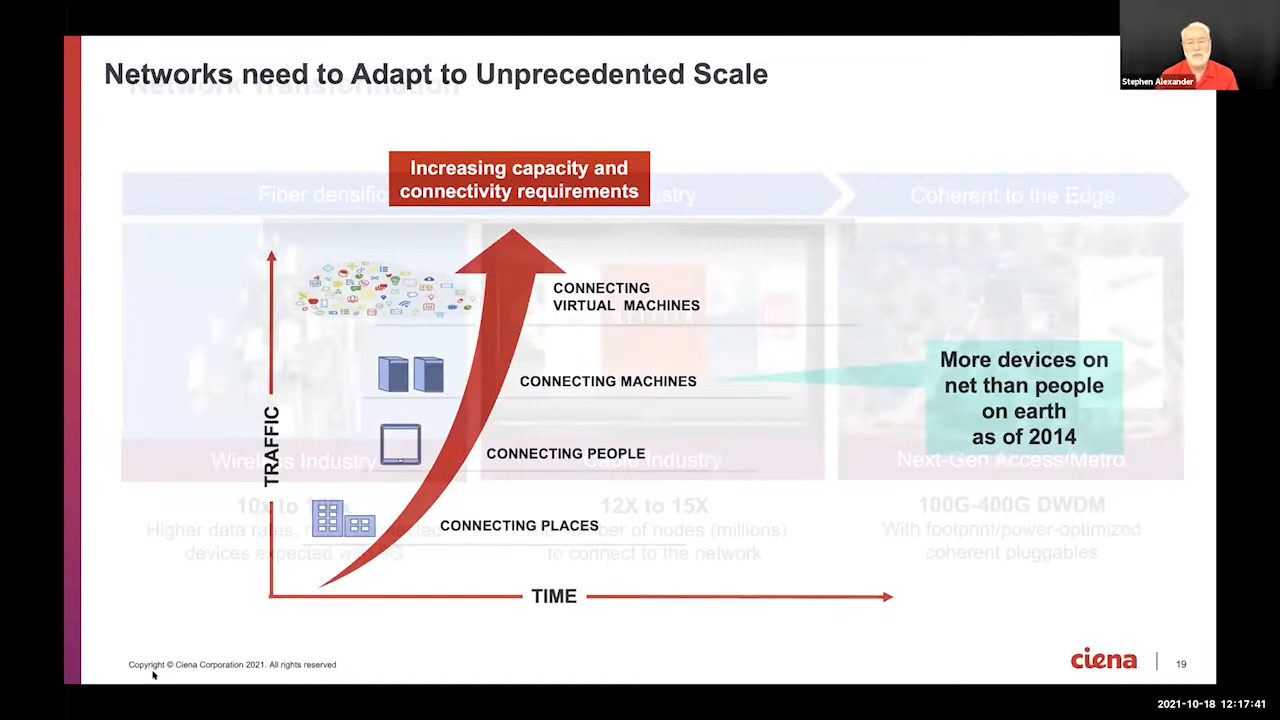 Stephen Alexander
Networks need to Adapt to Unprecedented Scale
Network Transformation
Increasing capacity and
connectivity requirements
Fiber densific
stry
Coherent to the Edge
CONNECTING
VIRTUAL MACHINES
CONNECTING MACHINES
More devices on
net than people
on earth
as of 2014
TRAFFIC
CONNECTING PEOPLE
Wireless Industry
Cable Industry
Next-Gen Access/Metro
10x to
12X to 15X
100G-400G DWDM
CONNECTING PLACES
Higher data rates,
number of nodes (millions)
With footprint/power-optimized
devices expected
to connect to the network
coherent pluggables
TIME
Copyright © Ciena Corporation 2021. All rights reserved
ciena
19
2021-10-18 12:17:41